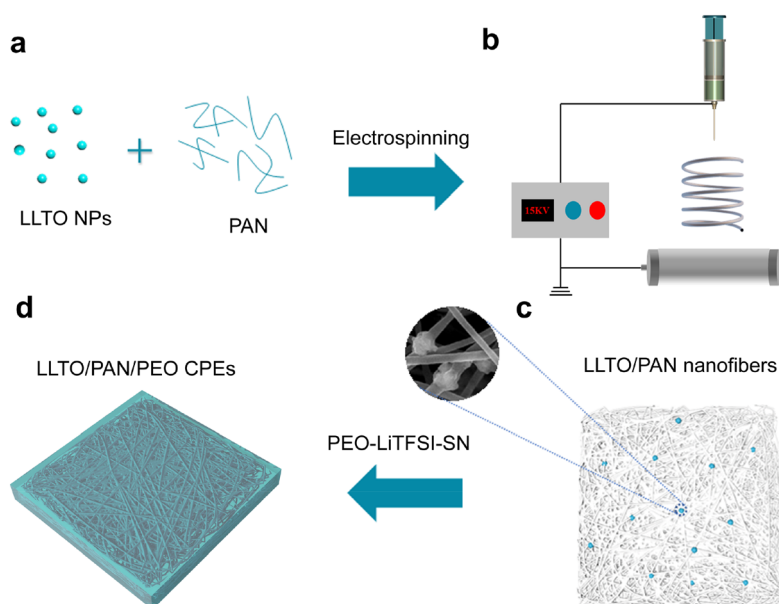 a
b
Electrospinning
LLTO NPs
PAN
15KV
d
c
LLTO/PAN/PEO CPEs
LLTO/PAN nanofibers
PEO-LiTFSI-SN